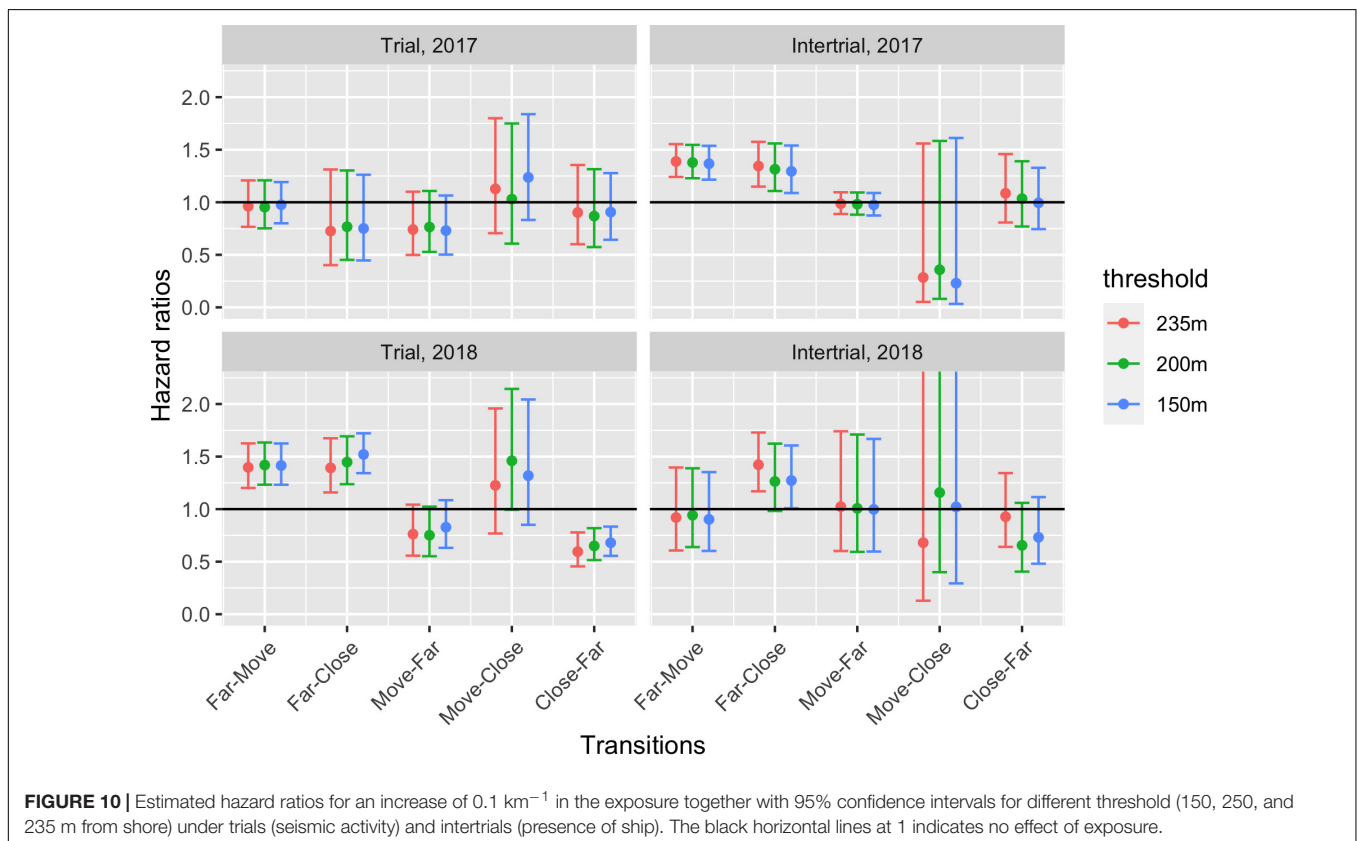 Trial, 2017
Intertrial, 2017
2.0
1.5
1.0
0.5
0.0
Trial, 2018
Intertrial, 2018
2.0
1.5
1.0
0.5
0.0
Hazard ratios
Far-Move
Far-Close
Move-Far
Move-Close
Close-Far
Far-Move
Far-Close
Move-Far
Move-Close
Close-Far
Transitions
threshold
235m
200m
150m
FIGURE 10 | Estimated hazard ratios for an increase of 0.1 km⁻¹ in the exposure together with 95% confidence intervals for different threshold (150, 250, and
235 m from shore) under trials (seismic activity) and intertrials (presence of ship). The black horizontal lines at 1 indicates no effect of exposure.